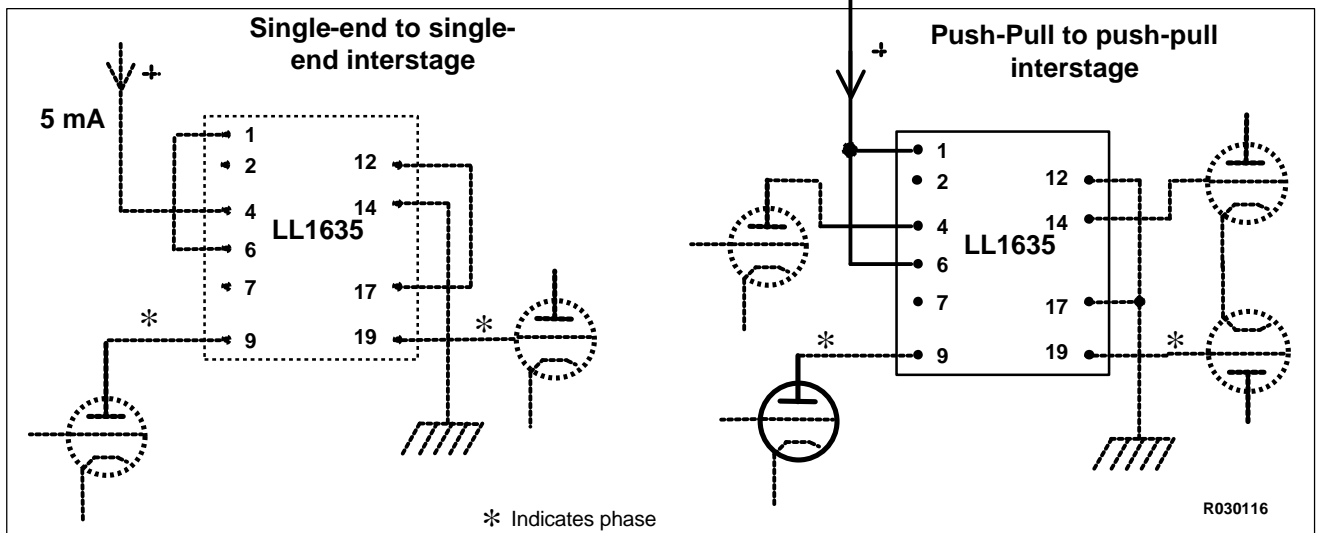 Single-end to single-
end interstage
+
5 mA
1
2
4
6
7
9
12
14
17
19
LL1635
*
*
Push-Pull to push-pull
interstage
+
1
2
4
6
7
9
12
14
17
19
LL1635
*
*
* Indicates phase
R030116